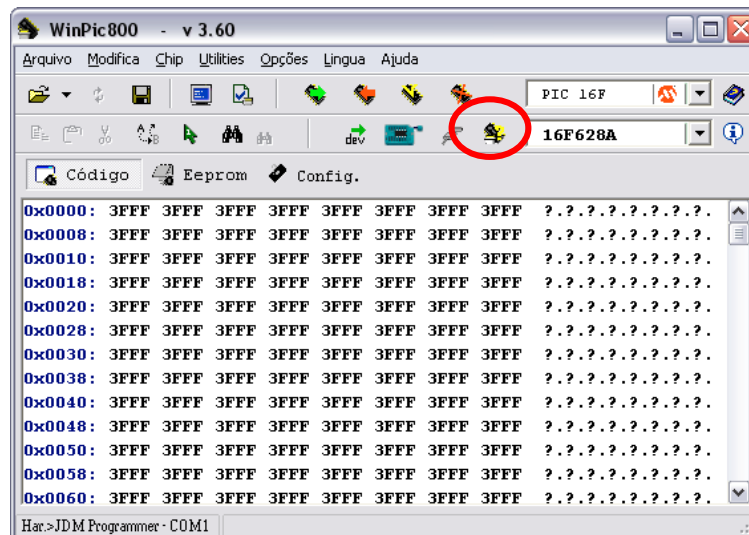 WinPic800 - v 3.60
Arquivo Modifica Chip Utilities Opções Lingua Ajuda
PIC 16F
dev 16F628A
Código Eeprom Config.
0x0000: 3FFF 3FFF 3FFF 3FFF 3FFF 3FFF 3FFF 3FFF ?.?.?.?.?.?.?.?.
0x0008: 3FFF 3FFF 3FFF 3FFF 3FFF 3FFF 3FFF 3FFF ?.?.?.?.?.?.?.?.
0x0010: 3FFF 3FFF 3FFF 3FFF 3FFF 3FFF 3FFF 3FFF ?.?.?.?.?.?.?.?.
0x0018: 3FFF 3FFF 3FFF 3FFF 3FFF 3FFF 3FFF 3FFF ?.?.?.?.?.?.?.?.
0x0020: 3FFF 3FFF 3FFF 3FFF 3FFF 3FFF 3FFF 3FFF ?.?.?.?.?.?.?.?.
0x0028: 3FFF 3FFF 3FFF 3FFF 3FFF 3FFF 3FFF 3FFF ?.?.?.?.?.?.?.?.
0x0030: 3FFF 3FFF 3FFF 3FFF 3FFF 3FFF 3FFF 3FFF ?.?.?.?.?.?.?.?.
0x0038: 3FFF 3FFF 3FFF 3FFF 3FFF 3FFF 3FFF 3FFF ?.?.?.?.?.?.?.?.
0x0040: 3FFF 3FFF 3FFF 3FFF 3FFF 3FFF 3FFF 3FFF ?.?.?.?.?.?.?.?.
0x0048: 3FFF 3FFF 3FFF 3FFF 3FFF 3FFF 3FFF 3FFF ?.?.?.?.?.?.?.?.
0x0050: 3FFF 3FFF 3FFF 3FFF 3FFF 3FFF 3FFF 3FFF ?.?.?.?.?.?.?.?.
0x0058: 3FFF 3FFF 3FFF 3FFF 3FFF 3FFF 3FFF 3FFF ?.?.?.?.?.?.?.?.
0x0060: 3FFF 3FFF 3FFF 3FFF 3FFF 3FFF 3FFF 3FFF ?.?.?.?.?.?.?.?.
Har.>JDM Programmer - COM1